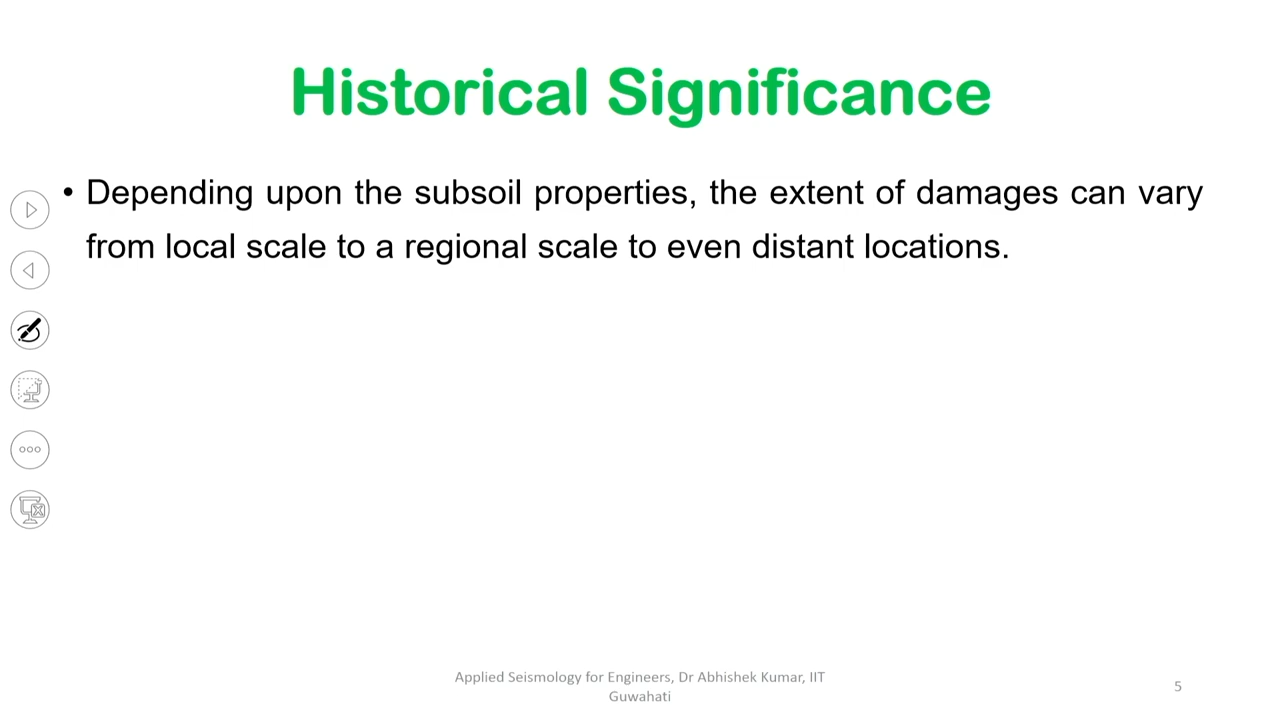 Historical Significance
• Depending upon the subsoil properties, the extent of damages can vary
from local scale to a regional scale to even distant locations.
Applied Seismology for Engineers, Dr Abhishek Kumar, IIT
Guwahati
5